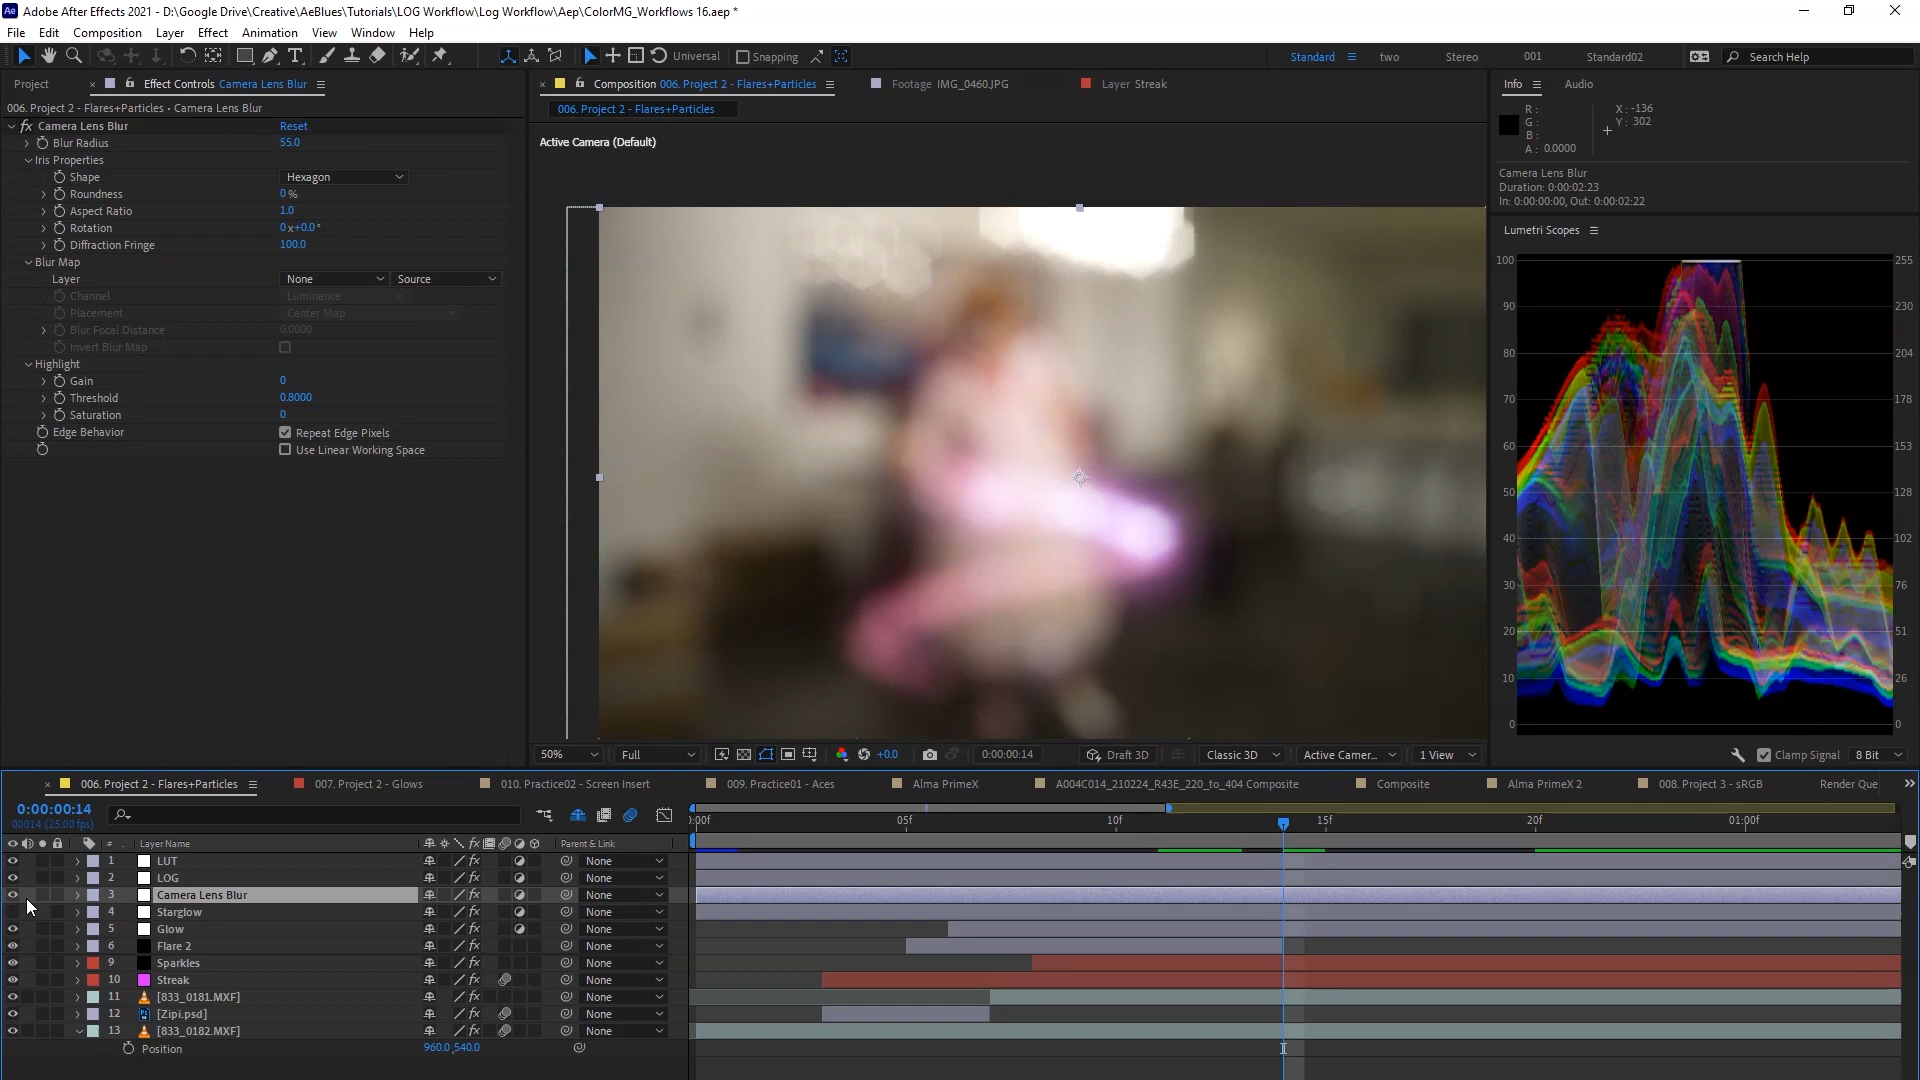 Adobe After Effects 2021 - D:\Google Drive\Creative\AeBlues\Tutorials\LOG Workflow\Log Workflow\Aep\ColorMG_Workflows 16.aep *
File Edit Composition Layer Effect Animation View Window Help
Universal Snapping Standard two Stereo 001 Standard02 Search Help
Project Effect Controls Camera Lens Blur Composition 006. Project 2 - Flares+Particles Footage IMG_0460.JPG Layer Streak Info Audio
006. Project 2 - Flares+Particles • Camera Lens Blur
006. Project 2 - Flares+Particles
Active Camera (Default)
fx Camera Lens Blur Reset
Blur Radius 55.0
Iris Properties
Shape Hexagon
Roundness 0 %
Aspect Ratio 1.0
Rotation 0 x+0.0 °
Diffraction Fringe 100.0
Blur Map
Layer None Source
Channel Luminance
Placement Center Map
Blur Focal Distance 0.0000
Invert Blur Map
Highlight
Gain 0
Threshold 0.8000
Saturation 0
Edge Behavior Repeat Edge Pixels
Use Linear Working Space
R : X : -136
G : Y : 302
B :
A : 0.0000
Camera Lens Blur
Duration: 0:00:02:23
In: 0:00:00:00, Out: 0:00:02:22
Lumetri Scopes
100 255
90 230
80 204
70 178
60 153
50 128
40 102
30 76
20 51
10 26
0 0
50% Full +0.0 0:00:00:14 Draft 3D Classic 3D Active Camer... 1 View Clamp Signal 8 Bit
006. Project 2 - Flares+Particles 007. Project 2 - Glows 010. Practice02 - Screen Insert 009. Practice01 - Aces Alma PrimeX A004C014_210224_R43E_220_to_404 Composite Composite Alma PrimeX 2 008. Project 3 - sRGB Render Que
0:00:00:14
00014 (25.00 fps)
):00f 05f 10f 15f 20f 01:00f
# Layer Name fx Parent & Link
1 LUT fx None
2 LOG fx None
3 Camera Lens Blur fx None
4 Starglow fx None
5 Glow fx None
6 Flare 2 fx None
9 Sparkles fx None
10 Streak fx None
11 [833_0181.MXF] fx None
12 [Zipi.psd] fx None
13 [833_0182.MXF] fx None
Position 960.0,540.0